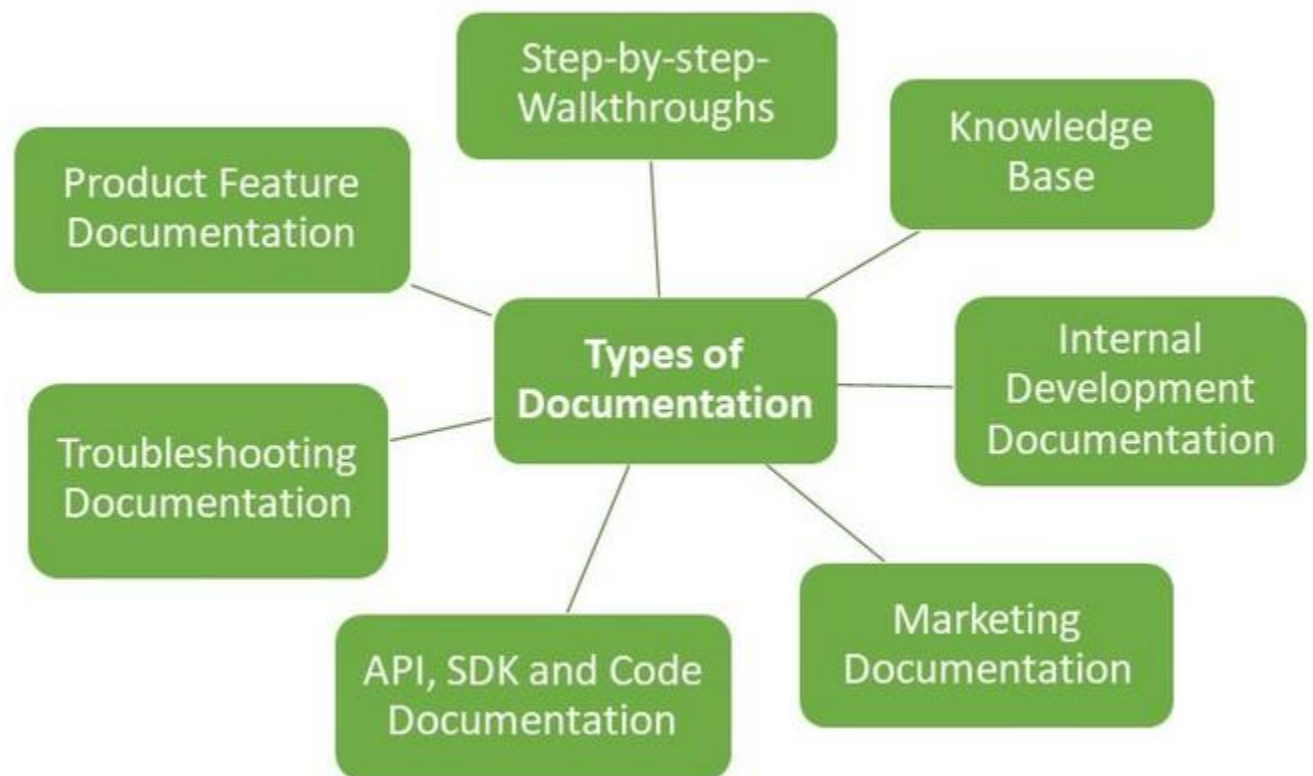 Step-by-step-
Walkthroughs
Knowledge
Base
Product Feature
Documentation
Types of
Documentation
Internal
Development
Documentation
Troubleshooting
Documentation
Marketing
Documentation
API, SDK and Code
Documentation